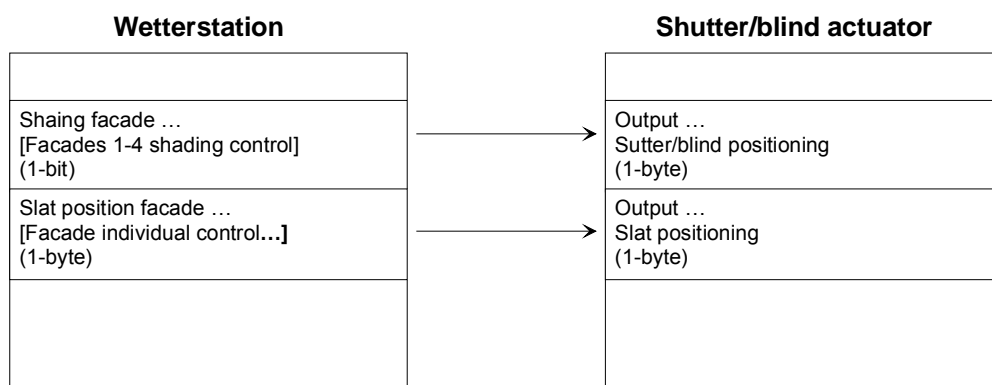 Wetterstation
Shutter/blind actuator
Shaing facade …
[Facades 1-4 shading control]
(1-bit)
Output …
Sutter/blind positioning
(1-byte)
Slat position facade …
[Facade individual control…]
(1-byte)
Output …
Slat positioning
(1-byte)